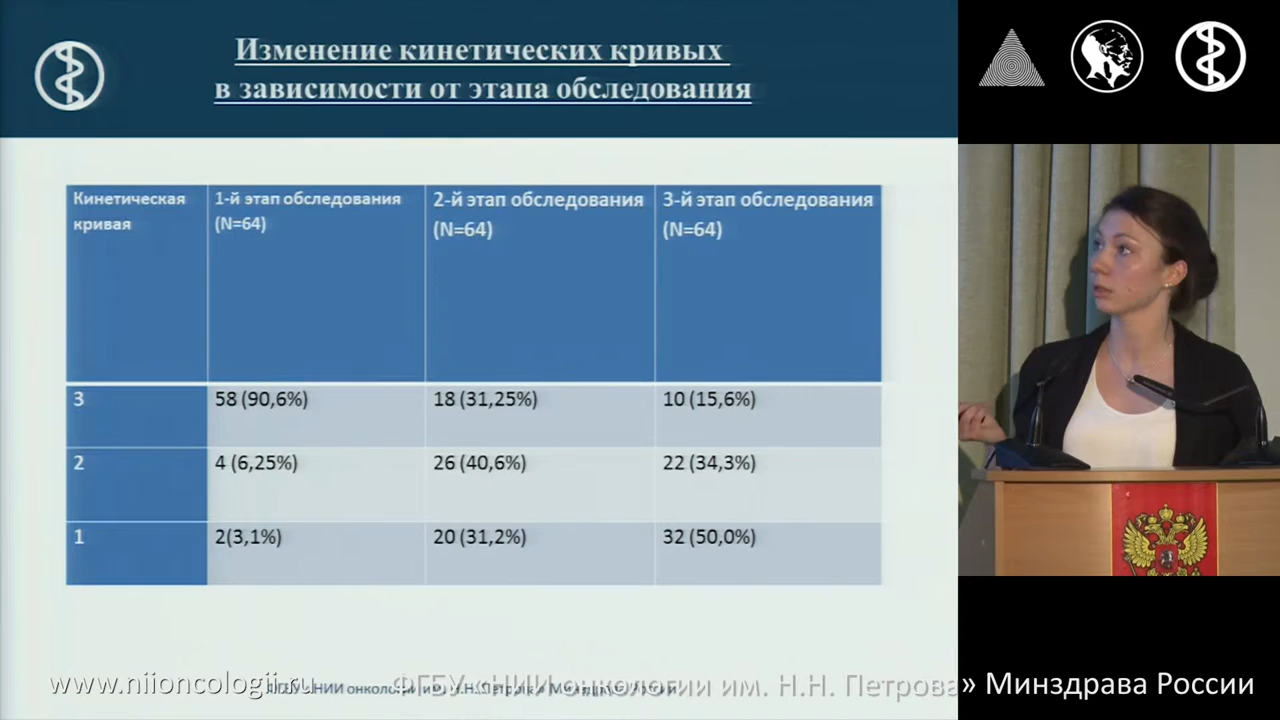 Изменение кинетических кривых
в зависимости от этапа обследования
Кинетическая кривая
1-й этап обследования (N=64)
2-й этап обследования (N=64)
3-й этап обследования (N=64)
3
58 (90,6%)
18 (31,25%)
10 (15,6%)
2
4 (6,25%)
26 (40,6%)
22 (34,3%)
1
2(3,1%)
20 (31,2%)
32 (50,0%)
www.niioncologii.ru
ФГБУ «НИИ онкологии им. Н.Н. Петрова» Минздрава России